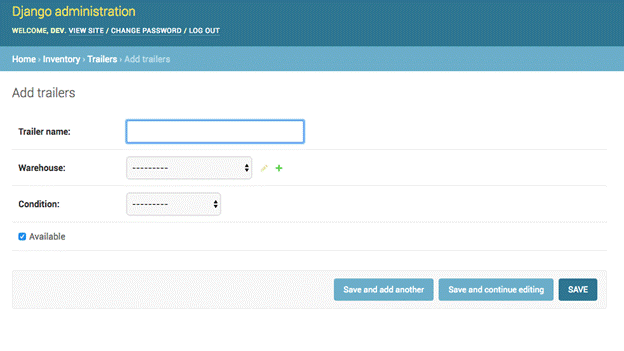 Django administration
WELCOME, DEV. VIEW SITE / CHANGE PASSWORD / LOG OUT
Home › Inventory › Trailers › Add trailers
Add trailers
Trailer name:
Warehouse: ---------
Condition: ---------
Available
Save and add another Save and continue editing SAVE